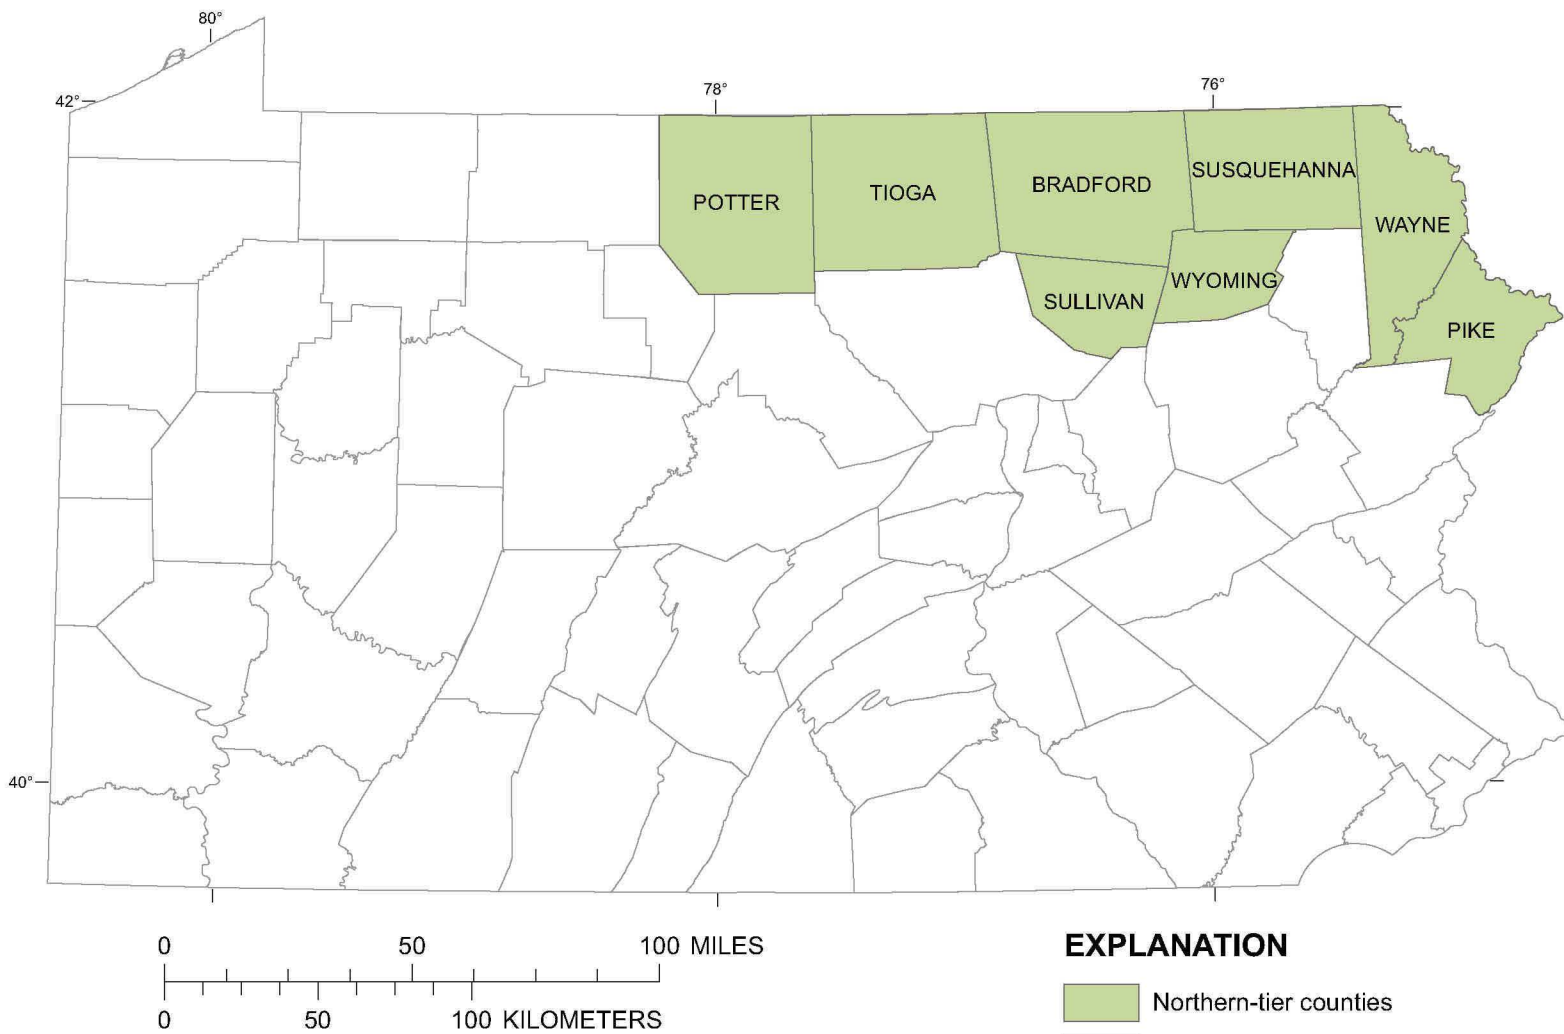 80°
42°
78°
76°
POTTER
TIOGA
BRADFORD
SUSQUEHANNA
WAYNE
SULLIVAN
WYOMING
PIKE
40°
0 50 100 MILES
0 50 100 KILOMETERS
EXPLANATION
Northern-tier counties